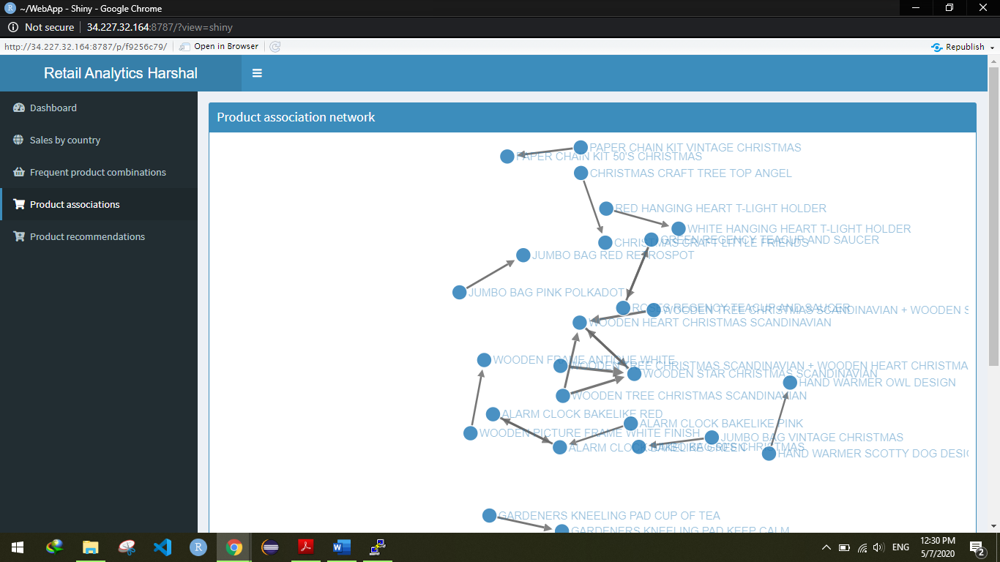 ~/WebApp - Shiny - Google Chrome
Not secure
34.227.32.164:8787/?view=shiny
http://34.227.32.164:8787/p/f9256c79/
Open in Browser
Republish
Retail Analytics Harshal
Dashboard
Sales by country
Frequent product combinations
Product associations
Product recommendations
Product association network
PAPER CHAIN KIT VINTAGE CHRISTMAS
PAPER CHAIN KIT 50'S CHRISTMAS
CHRISTMAS CRAFT TREE TOP ANGEL
RED HANGING HEART T-LIGHT HOLDER
WHITE HANGING HEART T-LIGHT HOLDER
GREEN REGENCY TEACUP AND SAUCER
CHRISTMAS CRAFT LITTLE FRIENDS
JUMBO BAG RED RETROSPOT
JUMBO BAG PINK POLKADOT
ROSES REGENCY TEACUP AND SAUCER
WOODEN TREE CHRISTMAS SCANDINAVIAN + WOODEN S
WOODEN HEART CHRISTMAS SCANDINAVIAN
WOODEN FRAME ANTIQUE WHITE
WOODEN TREE CHRISTMAS SCANDINAVIAN + WOODEN HEART CHRISTMA
WOODEN STAR CHRISTMAS SCANDINAVIAN
HAND WARMER OWL DESIGN
WOODEN TREE CHRISTMAS SCANDINAVIAN
ALARM CLOCK BAKELIKE RED
ALARM CLOCK BAKELIKE PINK
WOODEN PICTURE FRAME WHITE FINISH
JUMBO BAG VINTAGE CHRISTMAS
ALARM CLOCK BAKELIKE GREEN
CHRISTMAS
HAND WARMER SCOTTY DOG DESIG
GARDENERS KNEELING PAD CUP OF TEA
GARDENERS KNEELING PAD KEEP CALM
ENG
12:30 PM
5/7/2020
2